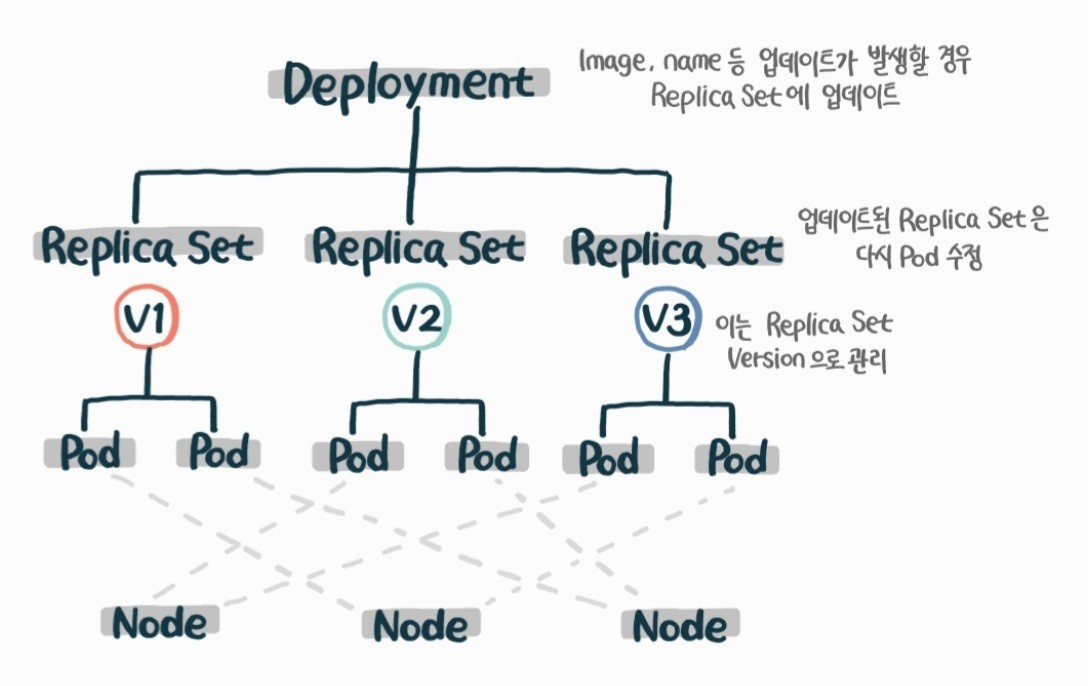 Deployment
Image, name 등 업데이트가 발생할 경우
Replica Set에 업데이트
Replica Set
Replica Set
Replica Set
업데이트된 Replica Set은
다시 Pod 수정
V1
V2
V3
이는 Replica Set
Version으로 관리
Pod
Pod
Pod
Pod
Pod
Pod
Node
Node
Node